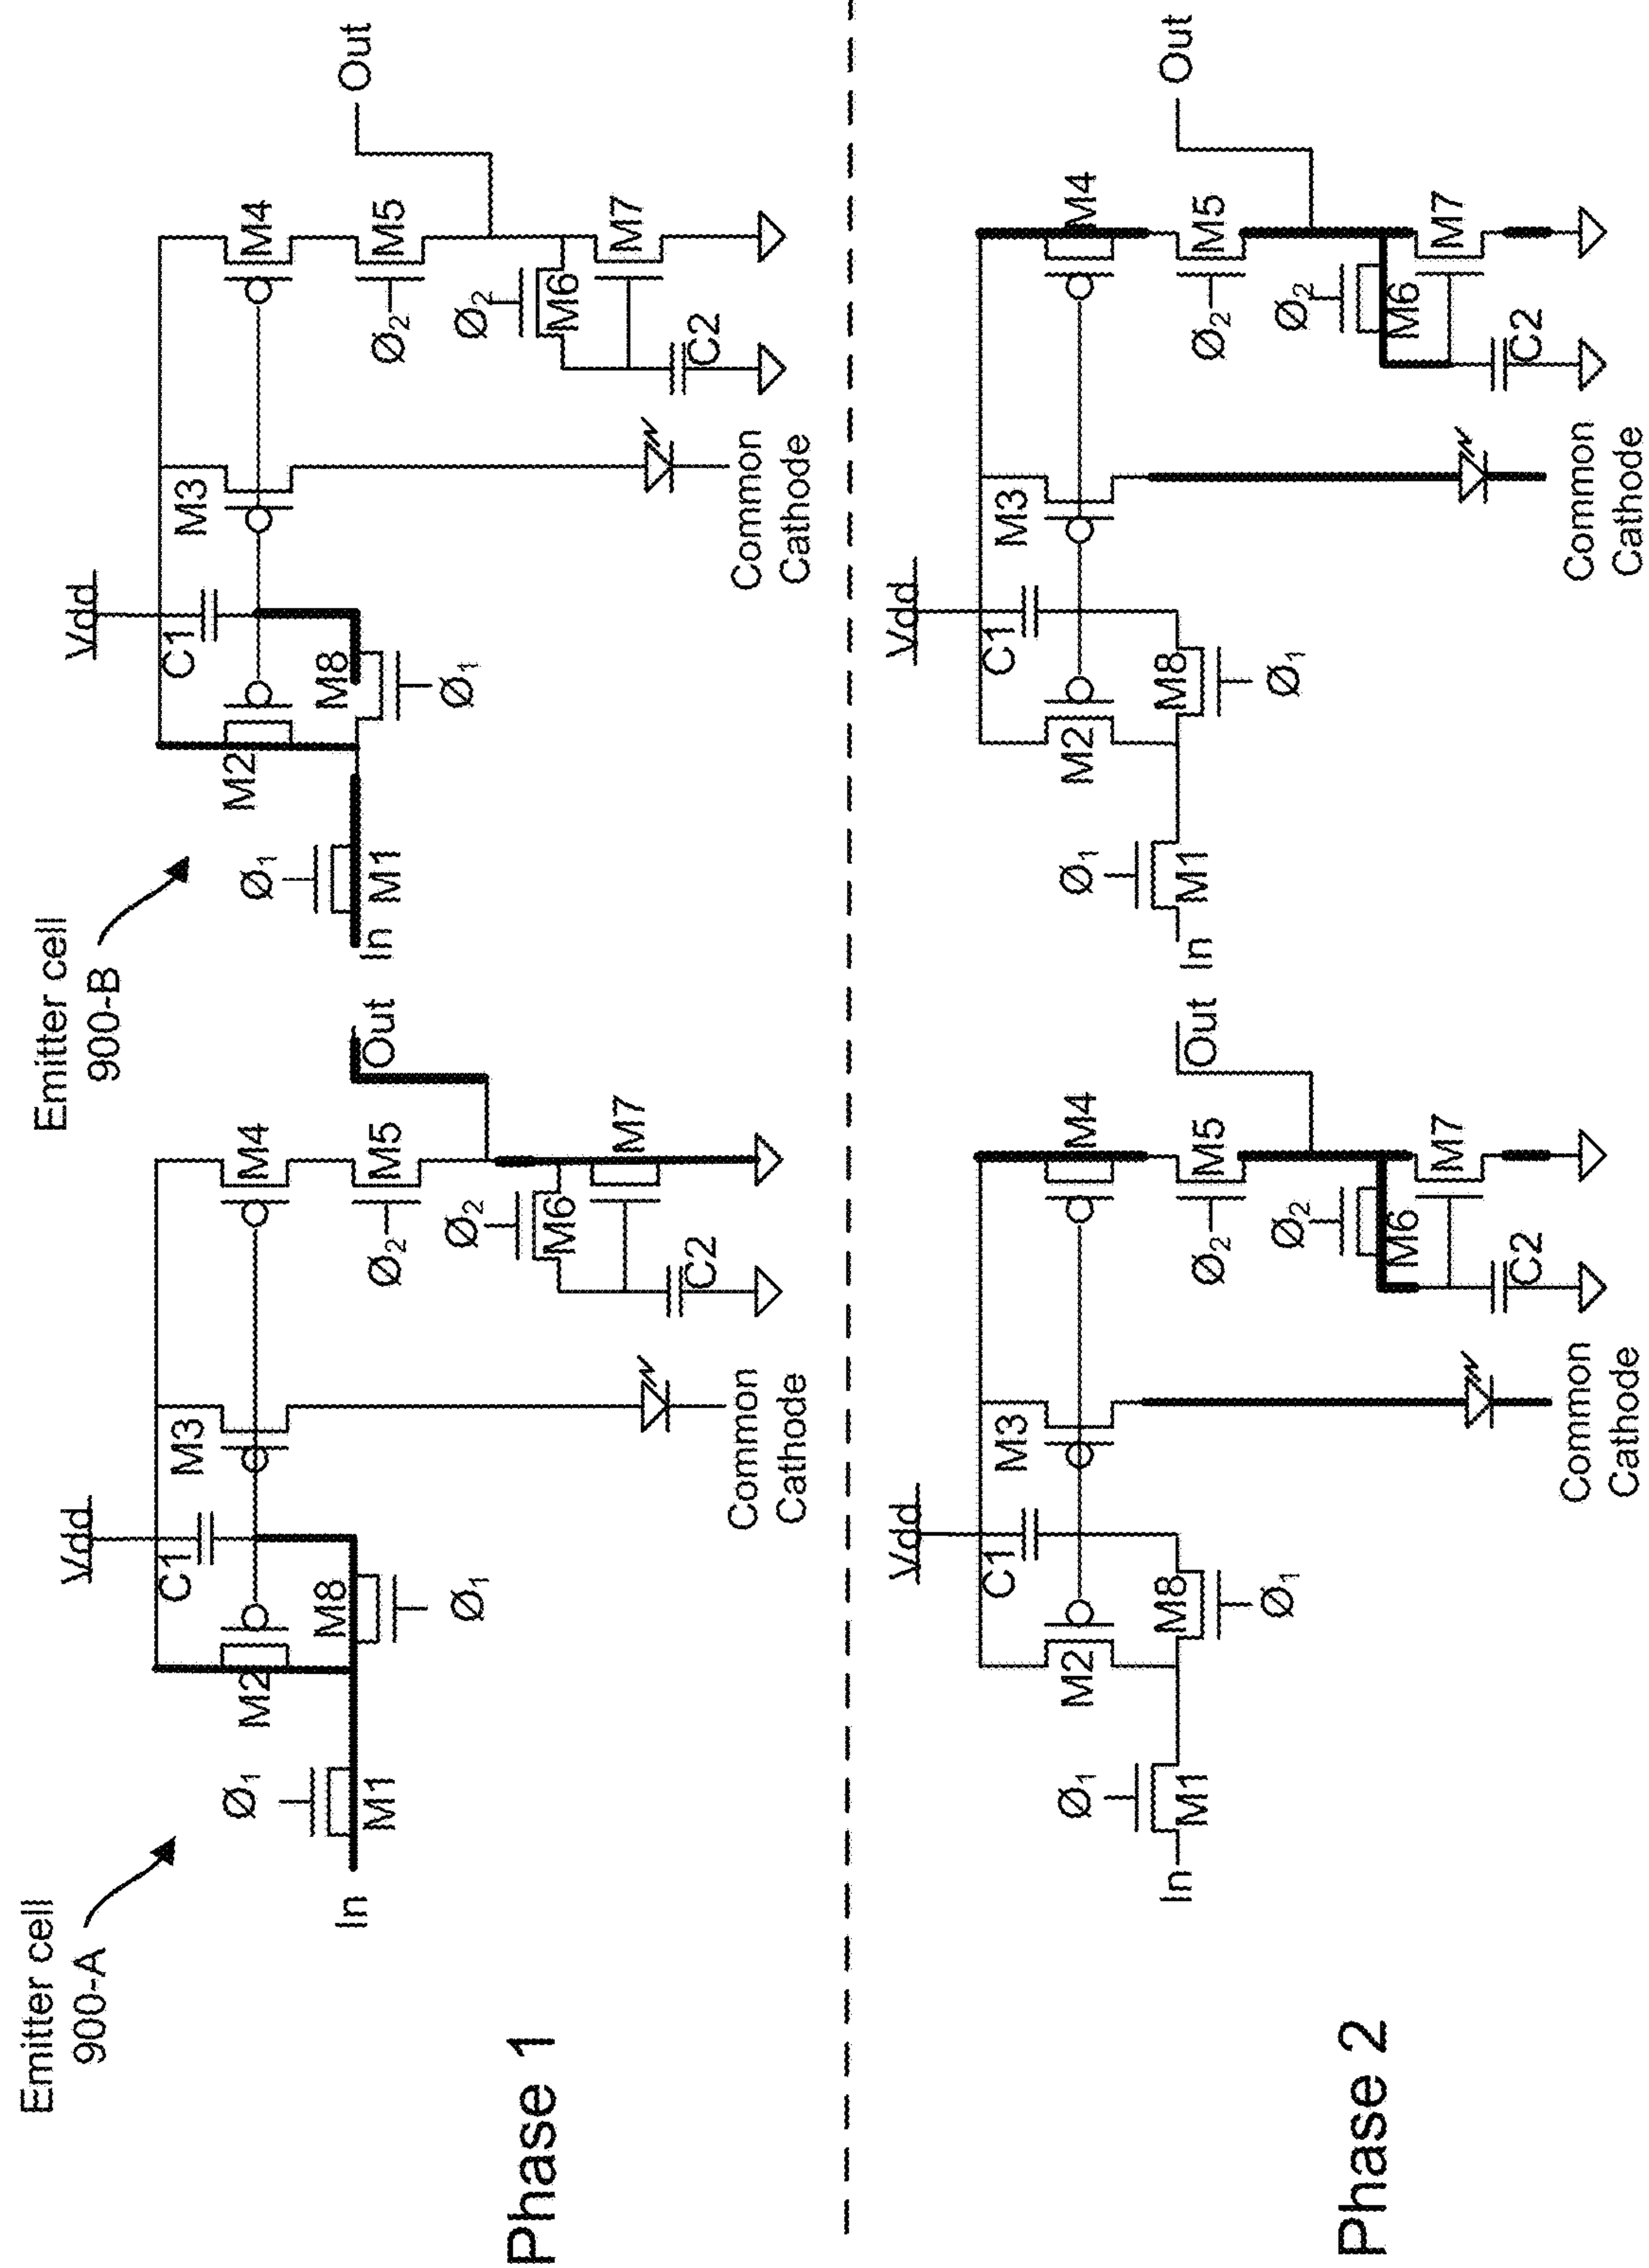 Emitter cell
900-A
Emitter cell
900-B
Phase 1
Vdd
C1
M2
M3
M4
M8
Ø1
M1
Ø1
In
M5
Ø2
M6
Ø2
M7
C2
Out
Common
Cathode
Vdd
C1
M2
M3
M4
M8
Ø1
M1
Ø1
In
M5
Ø2
M6
Ø2
M7
C2
Out
Common
Cathode
Phase 2
Vdd
C1
M2
M3
M4
M8
Ø1
M1
Ø1
In
M5
Ø2
M6
Ø2
M7
C2
Out
Common
Cathode
Vdd
C1
M2
M3
M4
M8
Ø1
M1
Ø1
In
M5
Ø2
M6
Ø2
M7
C2
Out
Common
Cathode